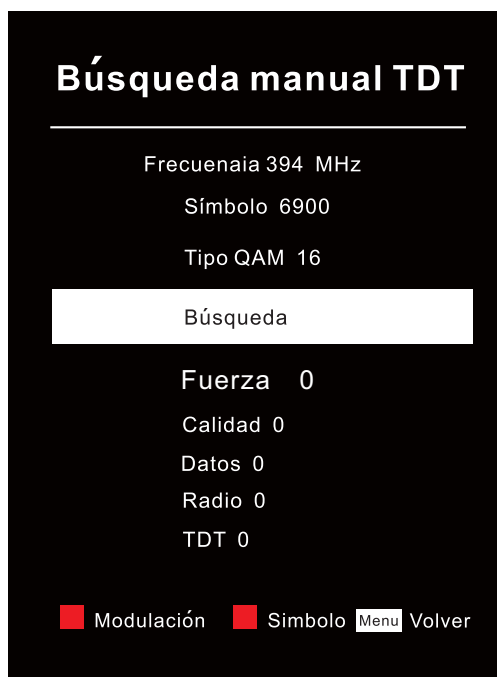 Búsqueda manual TDT
Frecuenaia 394 MHz
Símbolo 6900
Tipo QAM 16
Búsqueda
Fuerza 0
Calidad 0
Datos 0
Radio 0
TDT 0
Modulación Simbolo Menu Volver